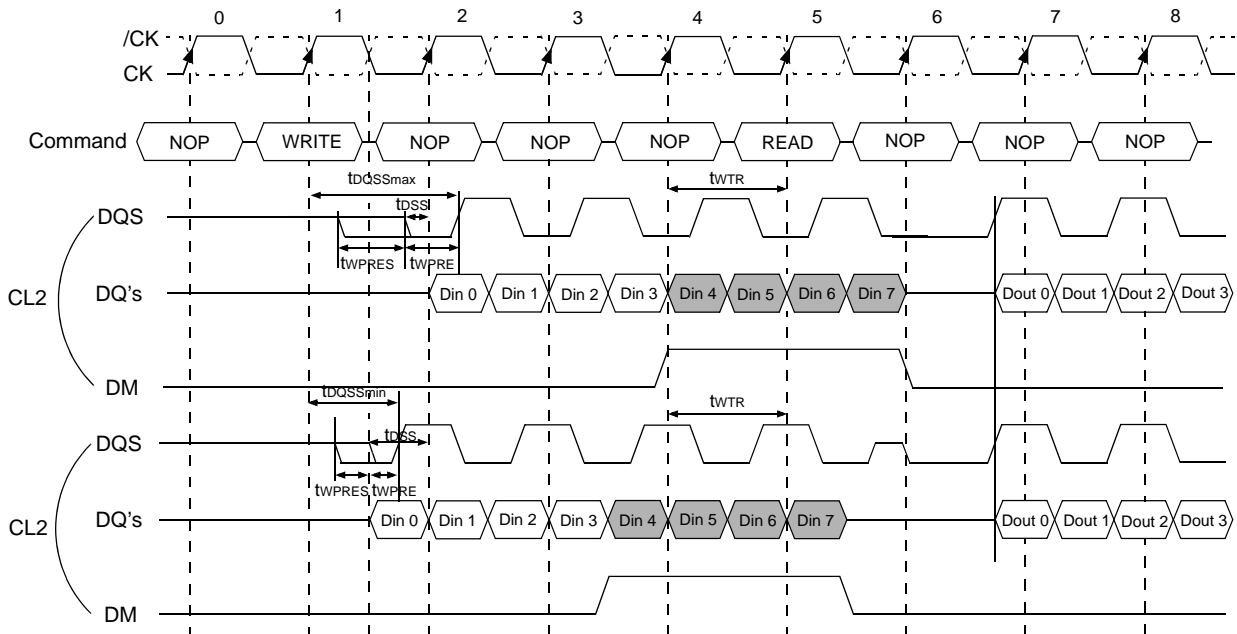 0 1 2 3 4 5 6 7 8
/CK
CK
Command NOP WRITE NOP NOP NOP READ NOP NOP NOP
tDQSSmax tWTR
tDSS
DQS
tWPRES tWPRE
CL2
DQ's Din 0 Din 1 Din 2 Din 3 Din 4 Din 5 Din 6 Din 7 Dout 0 Dout 1 Dout 2 Dout 3
DM
tDQSSmin tWTR
DQS tDSS
tWPRES tWPRE
CL2
DQ's Din 0 Din 1 Din 2 Din 3 Din 4 Din 5 Din 6 Din 7 Dout 0 Dout 1 Dout 2 Dout 3
DM